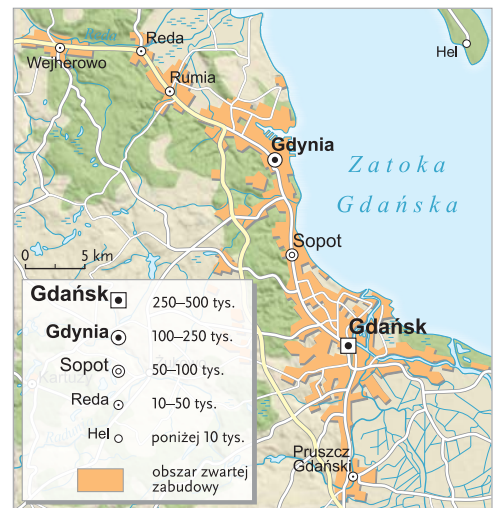 Reda
Reda
Hel
Wejherowo
Rumia
Gdynia
Zatoka
Gdańska
Sopot
0 5 km
Gdańsk 250–500 tys.
Gdynia 100–250 tys.
Sopot 50–100 tys.
Reda 10–50 tys.
Hel poniżej 10 tys.
obszar zwartej
zabudowy
Gdańsk
Pruszcz
Gdański